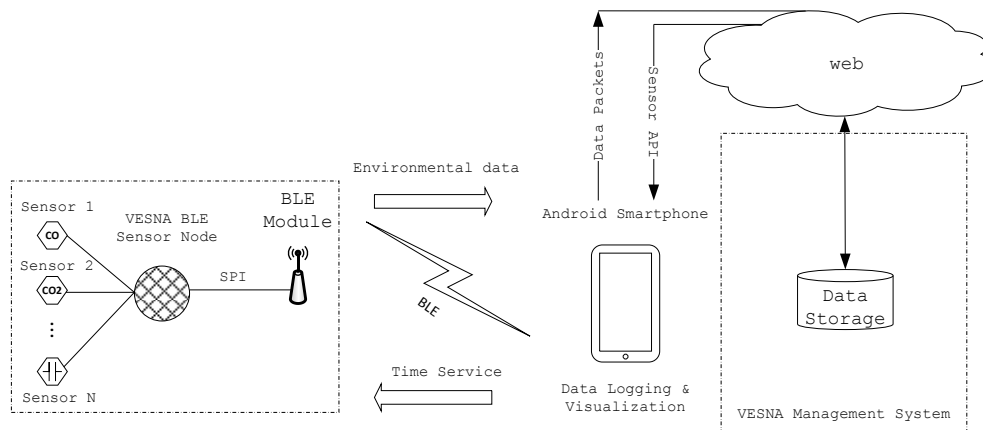 web
Data Packets
Sensor API
Environmental data
BLE
Module
Sensor 1
VESNA BLE
Sensor Node
Android Smartphone
CO
Sensor 2
SPI
CO2
BLE
Data
Storage
⋮
Time Service
Sensor N
Data Logging &
Visualization
VESNA Management System